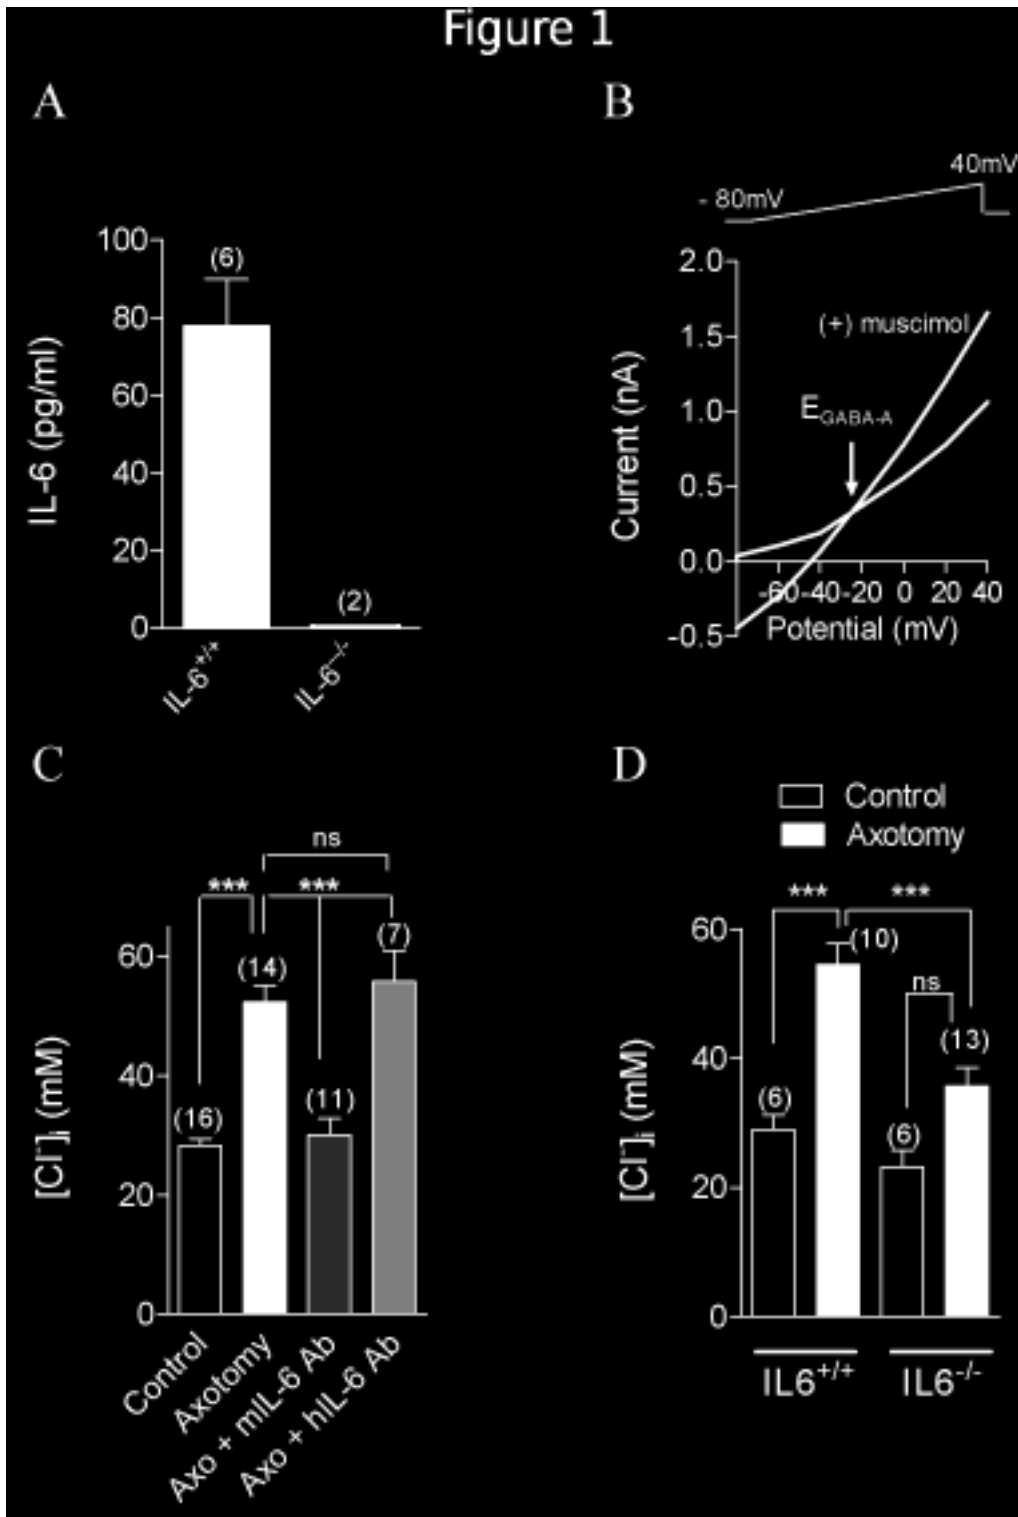 Figure 1
A
100
80
60
40
20
0
IL-6 (pg/ml)
(6)
(2)
IL-6+/+
IL-6-/-
B
- 80mV
40mV
2.0
1.5
1.0
0.5
0.0
-0.5
Current (nA)
(+) muscimol
EGABA-A
-60 -40 -20 0 20 40
Potential (mV)
C
ns
*** ***
60
40
20
0
[Cl-]i (mM)
(16)
(14)
(11)
(7)
Control
Axotomy
Axo + mIL-6 Ab
Axo + hIL-6 Ab
D
Control
Axotomy
*** ***
ns
60
40
20
0
[Cl-]i (mM)
(6)
(10)
(6)
(13)
IL6+/+
IL6-/-